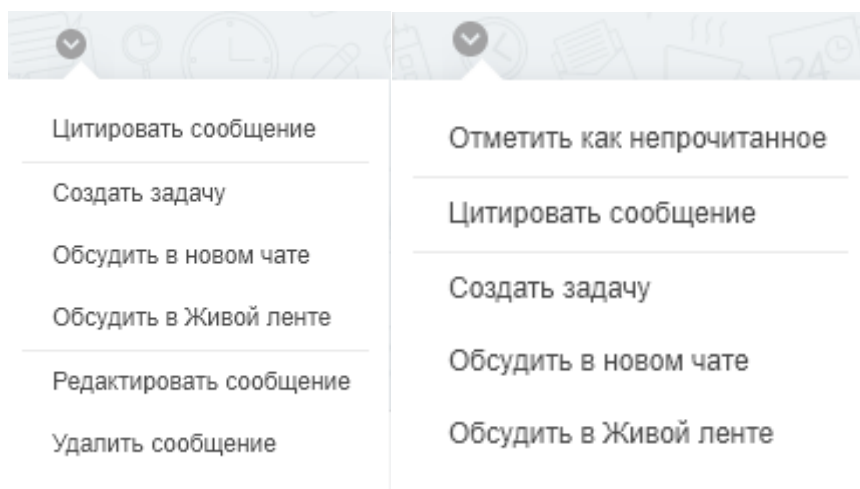 Цитировать сообщение
Создать задачу
Обсудить в новом чате
Обсудить в Живой ленте
Редактировать сообщение
Удалить сообщение
Отметить как непрочитанное
Цитировать сообщение
Создать задачу
Обсудить в новом чате
Обсудить в Живой ленте
24